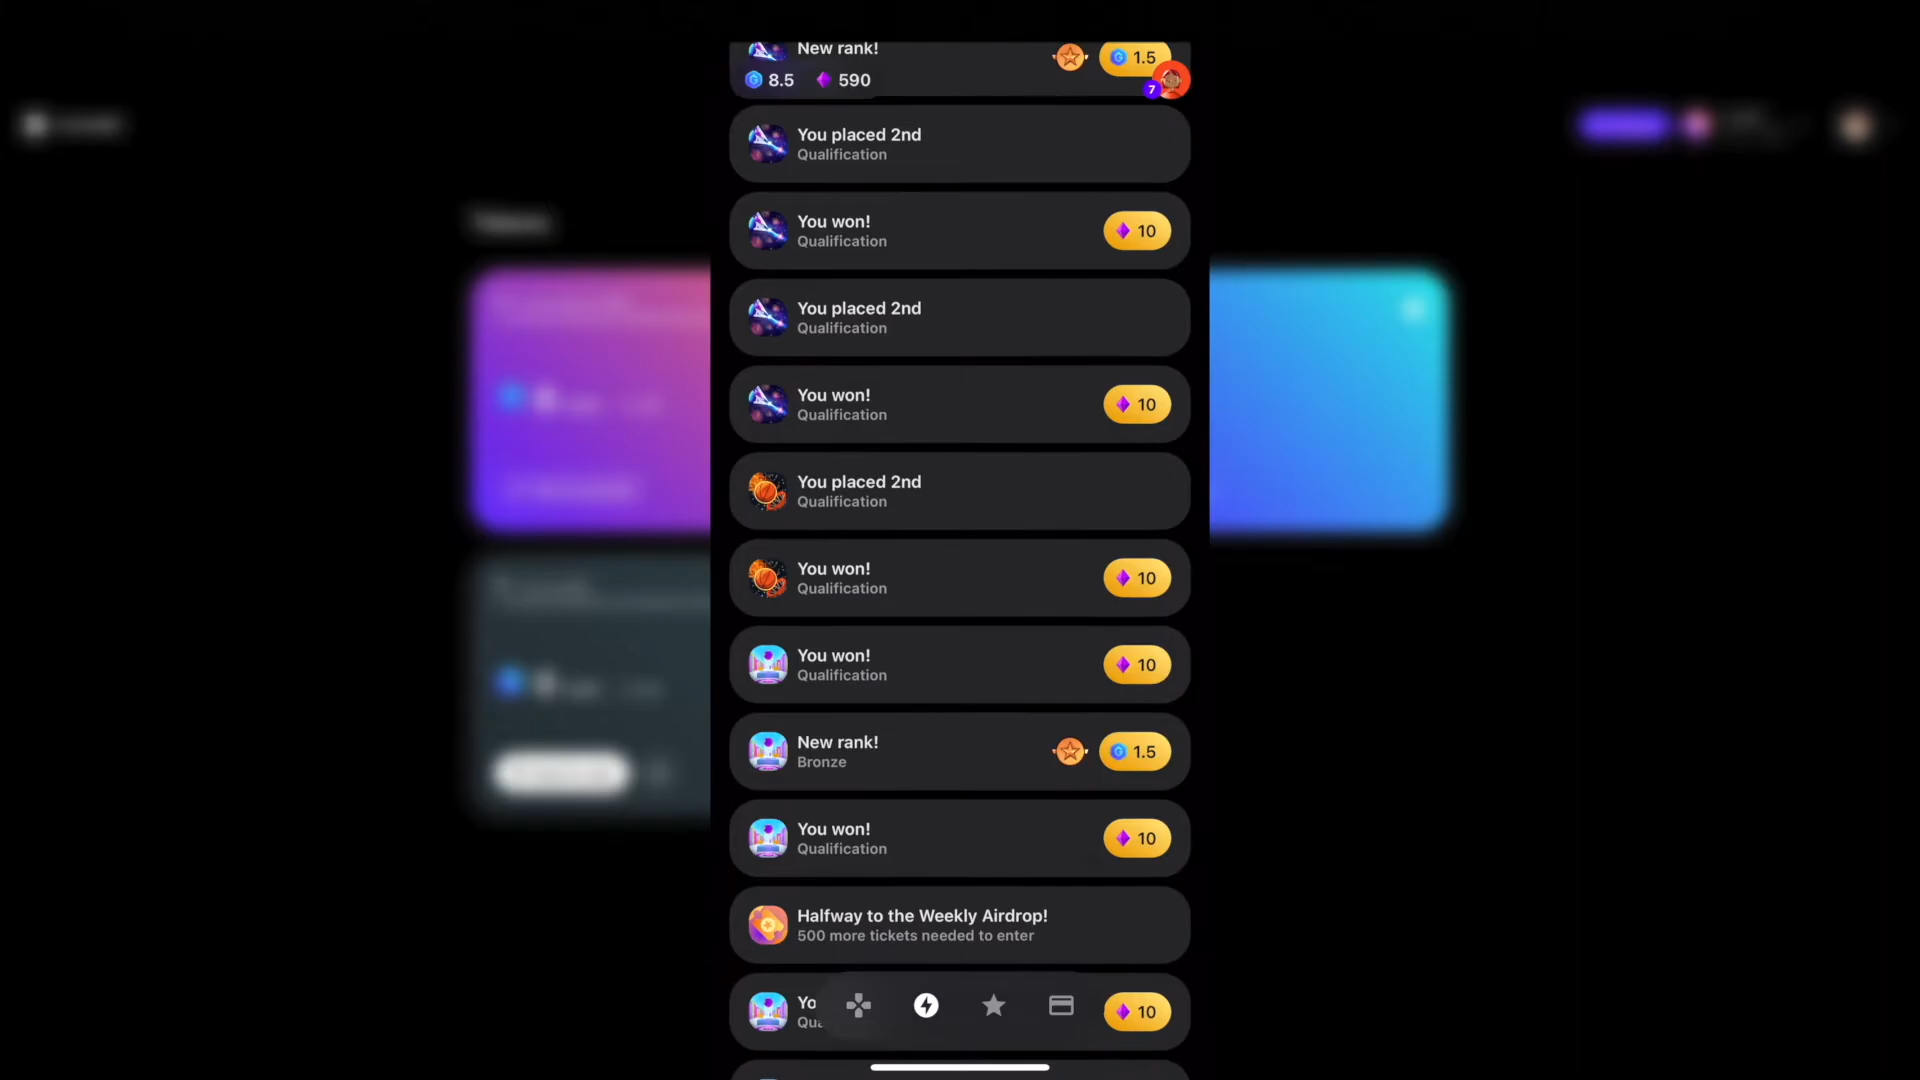 New rank!
1.5
8.5
590
7
You placed 2nd
Qualification
You won!
Qualification
10
You placed 2nd
Qualification
You won!
Qualification
10
You placed 2nd
Qualification
You won!
Qualification
10
You won!
Qualification
10
New rank!
Bronze
1.5
You won!
Qualification
10
Halfway to the Weekly Airdrop!
500 more tickets needed to enter
Yo
Qu
10